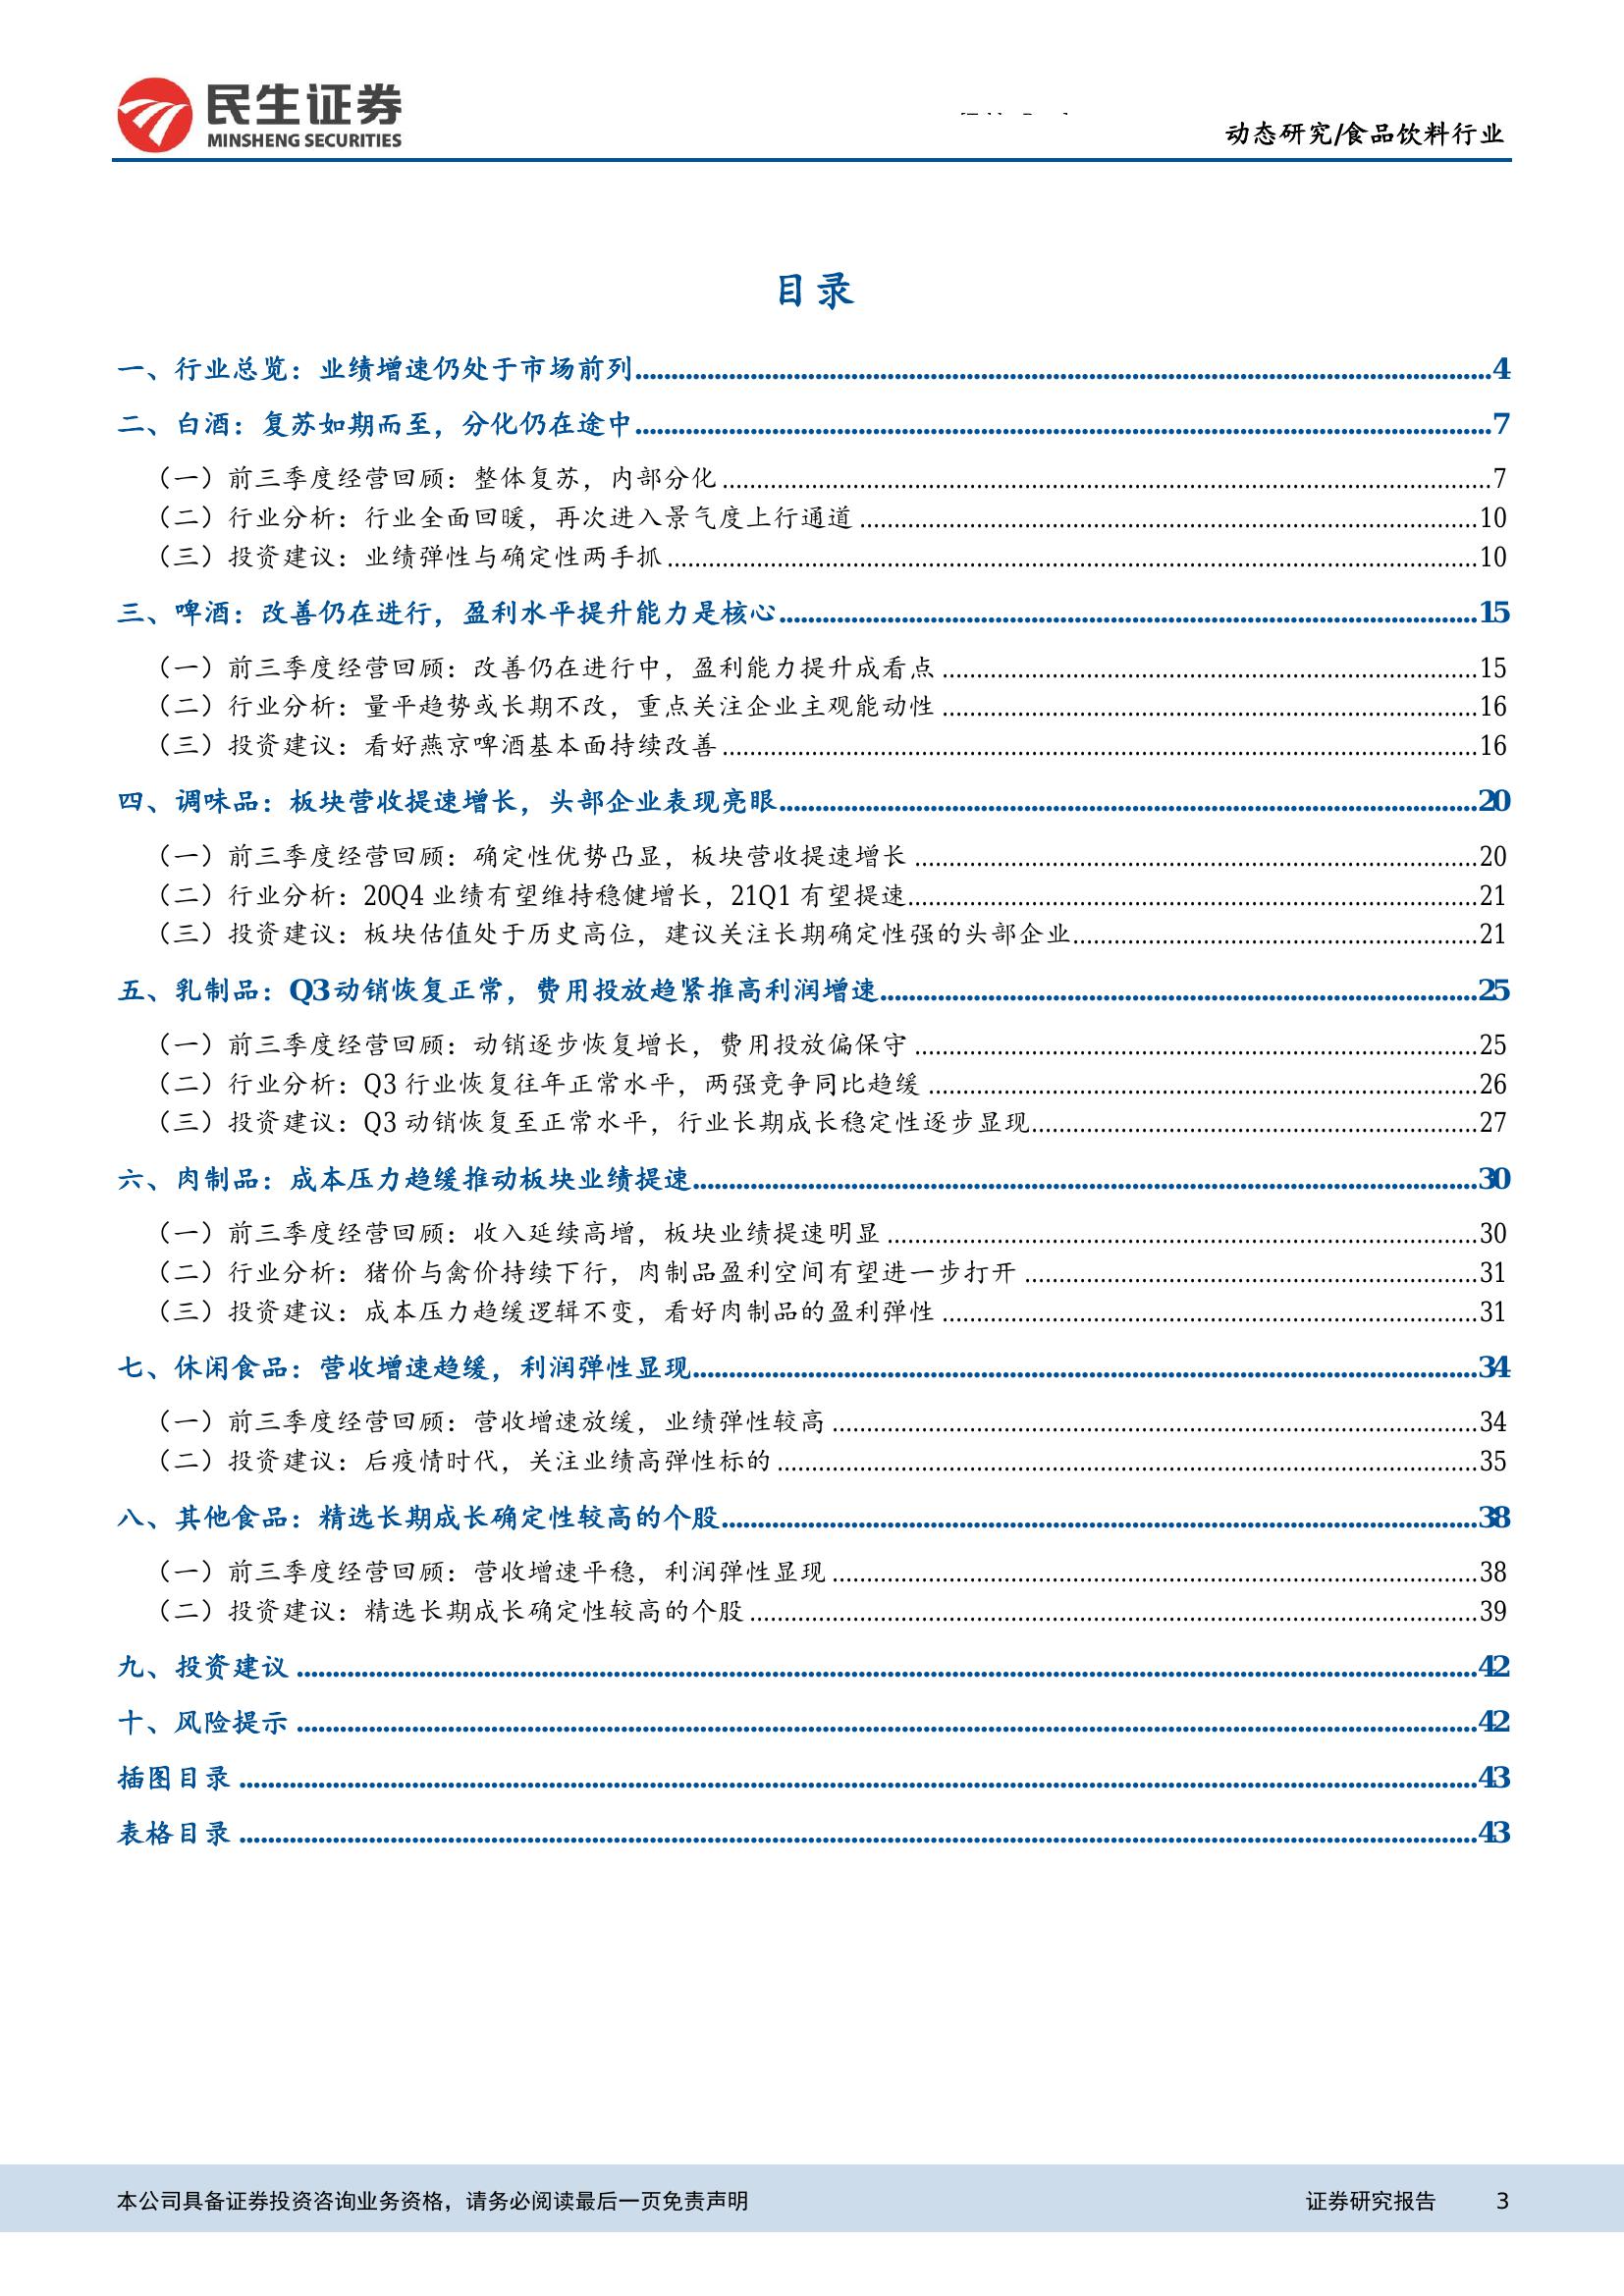 民生证券
MINSHENG SECURITIES
动态研究/食品饮料行业
目录
一、行业总览：业绩增速仍处于市场前列........4
二、白酒：复苏如期而至，分化仍在途中........7
（一）前三季度经营回顾：整体复苏，内部分化........7
（二）行业分析：行业全面回暖，再次进入景气度上行通道........10
（三）投资建议：业绩弹性与确定性两手抓........10
三、啤酒：改善仍在进行，盈利水平提升能力是核心........15
（一）前三季度经营回顾：改善仍在进行中，盈利能力提升成看点........15
（二）行业分析：量平趋势或长期不改，重点关注企业主观能动性........16
（三）投资建议：看好燕京啤酒基本面持续改善........16
四、调味品：板块营收提速增长，头部企业表现亮眼........20
（一）前三季度经营回顾：确定性优势凸显，板块营收提速增长........20
（二）行业分析：20Q4 业绩有望维持稳健增长，21Q1 有望提速........21
（三）投资建议：板块估值处于历史高位，建议关注长期确定性强的头部企业........21
五、乳制品：Q3动销恢复正常，费用投放趋紧推高利润增速........25
（一）前三季度经营回顾：动销逐步恢复增长，费用投放偏保守........25
（二）行业分析：Q3 行业恢复往年正常水平，两强竞争同比趋缓........26
（三）投资建议：Q3 动销恢复至正常水平，行业长期成长稳定性逐步显现........27
六、肉制品：成本压力趋缓推动板块业绩提速........30
（一）前三季度经营回顾：收入延续高增，板块业绩提速明显........30
（二）行业分析：猪价与禽价持续下行，肉制品盈利空间有望进一步打开........31
（三）投资建议：成本压力趋缓逻辑不变，看好肉制品的盈利弹性........31
七、休闲食品：营收增速趋缓，利润弹性显现........34
（一）前三季度经营回顾：营收增速放缓，业绩弹性较高........34
（二）投资建议：后疫情时代，关注业绩高弹性标的........35
八、其他食品：精选长期成长确定性较高的个股........38
（一）前三季度经营回顾：营收增速平稳，利润弹性显现........38
（二）投资建议：精选长期成长确定性较高的个股........39
九、投资建议........42
十、风险提示........42
插图目录........43
表格目录........43
本公司具备证券投资咨询业务资格，请务必阅读最后一页免责声明
证券研究报告 3